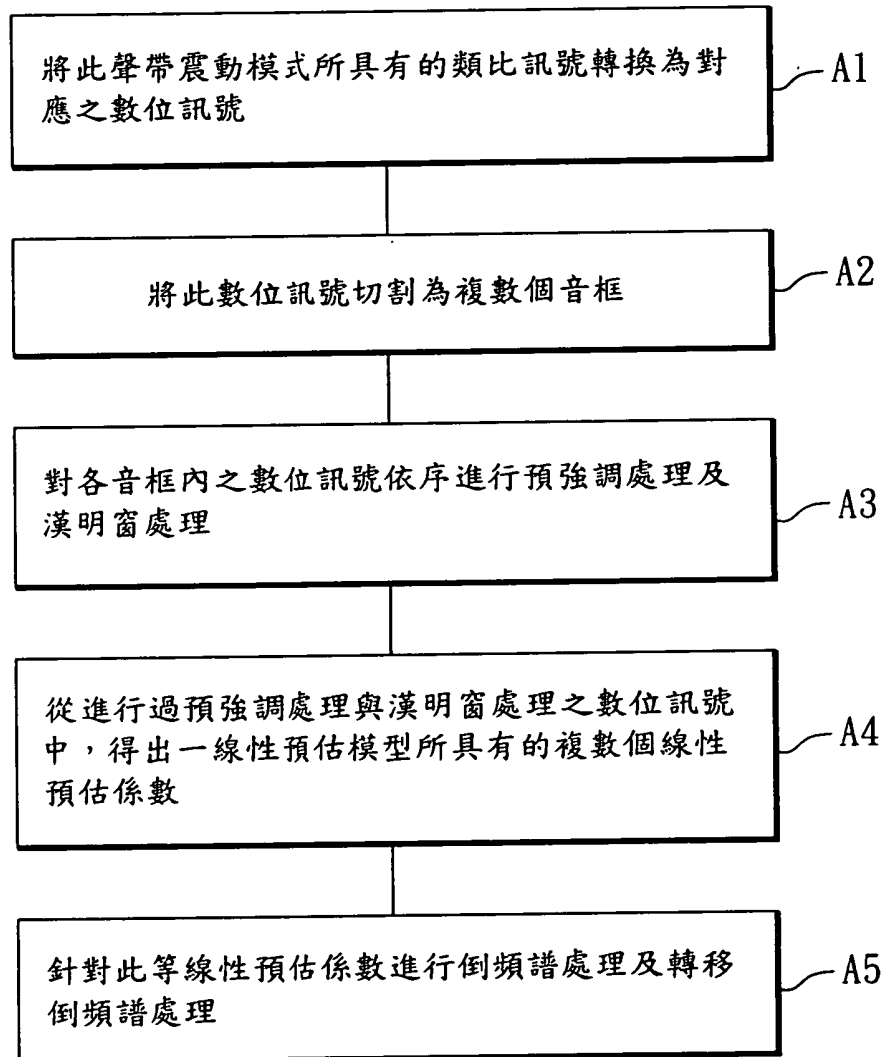 將此聲帶震動模式所具有的類比訊號轉換為對
應之數位訊號
A1
將此數位訊號切割為複數個音框
A2
對各音框內之數位訊號依序進行預強調處理及
漢明窗處理
A3
從進行過預強調處理與漢明窗處理之數位訊號
中，得出一線性預估模型所具有的複數個線性
預估係數
A4
針對此等線性預估係數進行倒頻譜處理及轉移
倒頻譜處理
A5